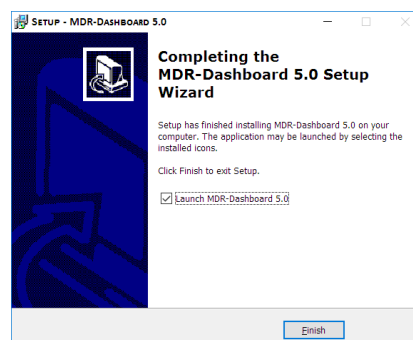 SETUP - MDR-DASHBOARD 5.0
Completing the
MDR-Dashboard 5.0 Setup
Wizard
Setup has finished installing MDR-Dashboard 5.0 on your
computer. The application may be launched by selecting the
installed icons.
Click Finish to exit Setup.
Launch MDR-Dashboard 5.0
Finish